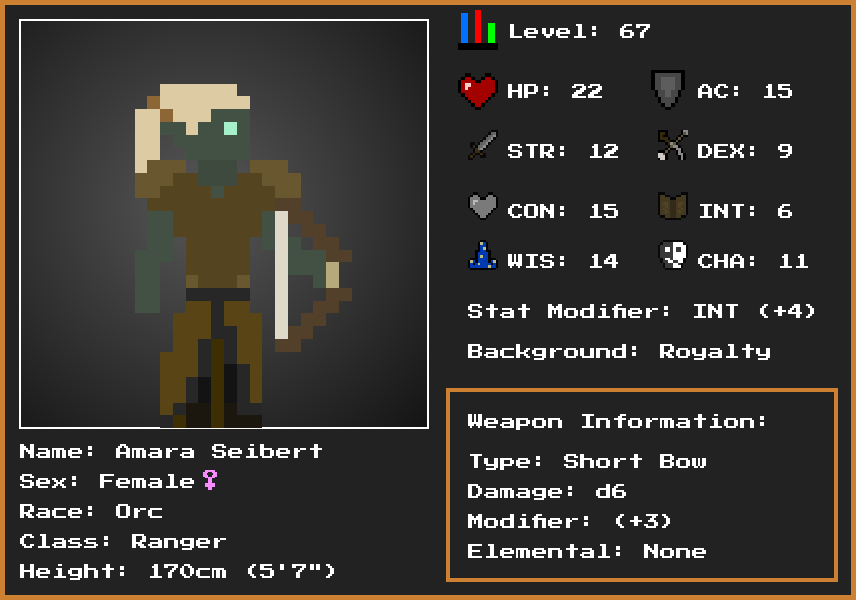 Level: 67
HP: 22 AC: 15
STR: 12 DEX: 9
CON: 15 INT: 6
WIS: 14 CHA: 11
Stat Modifier: INT (+4)
Background: Royalty
Weapon Information:
Type: Short Bow
Damage: d6
Modifier: (+3)
Elemental: None
Name: Amara Seibert
Sex: Female♀
Race: Orc
Class: Ranger
Height: 170cm (5'7")